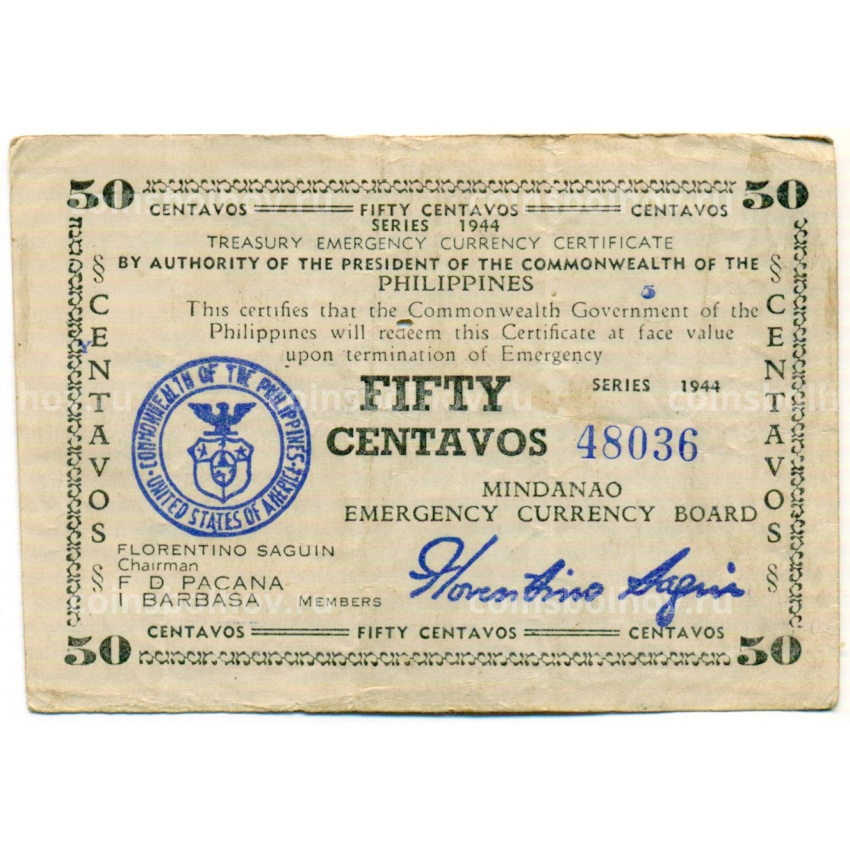 50 50
CENTAVOS FIFTY CENTAVOS CENTAVOS
SERIES 1944
TREASURY EMERGENCY CURRENCY CERTIFICATE
BY AUTHORITY OF THE PRESIDENT OF THE COMMONWEALTH OF THE
PHILIPPINES
5
This certifies that the Commonwealth Government of the
Philippines will redeem this Certificate at face value
upon termination of Emergency
§ CENTAVOS §
§ CENTAVOS §
COMMONWEALTH OF THE PHILIPPINES
UNITED STATES OF AMERICA
FIFTY SERIES 1944
CENTAVOS 48036
MINDANAO
EMERGENCY CURRENCY BOARD
FLORENTINO SAGUIN
Chairman
F D PACANA
I BARBASA MEMBERS
Florentino Saguin
CENTAVOS FIFTY CENTAVOS CENTAVOS
50 50